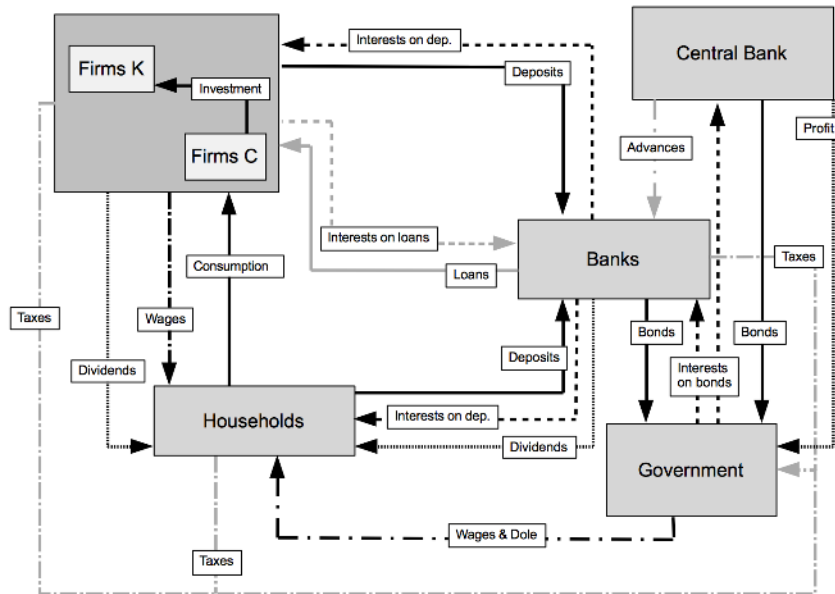 Interests on dep.
Central Bank
Firms K
Deposits
Investment
Profit
Firms C
Advances
Interests on loans
Consumption
Banks
Taxes
Loans
Taxes
Wages
Bonds
Bonds
Deposits
Dividends
Interests
on bonds
Households
Interests on dep.
Dividends
Government
Wages & Dole
Taxes